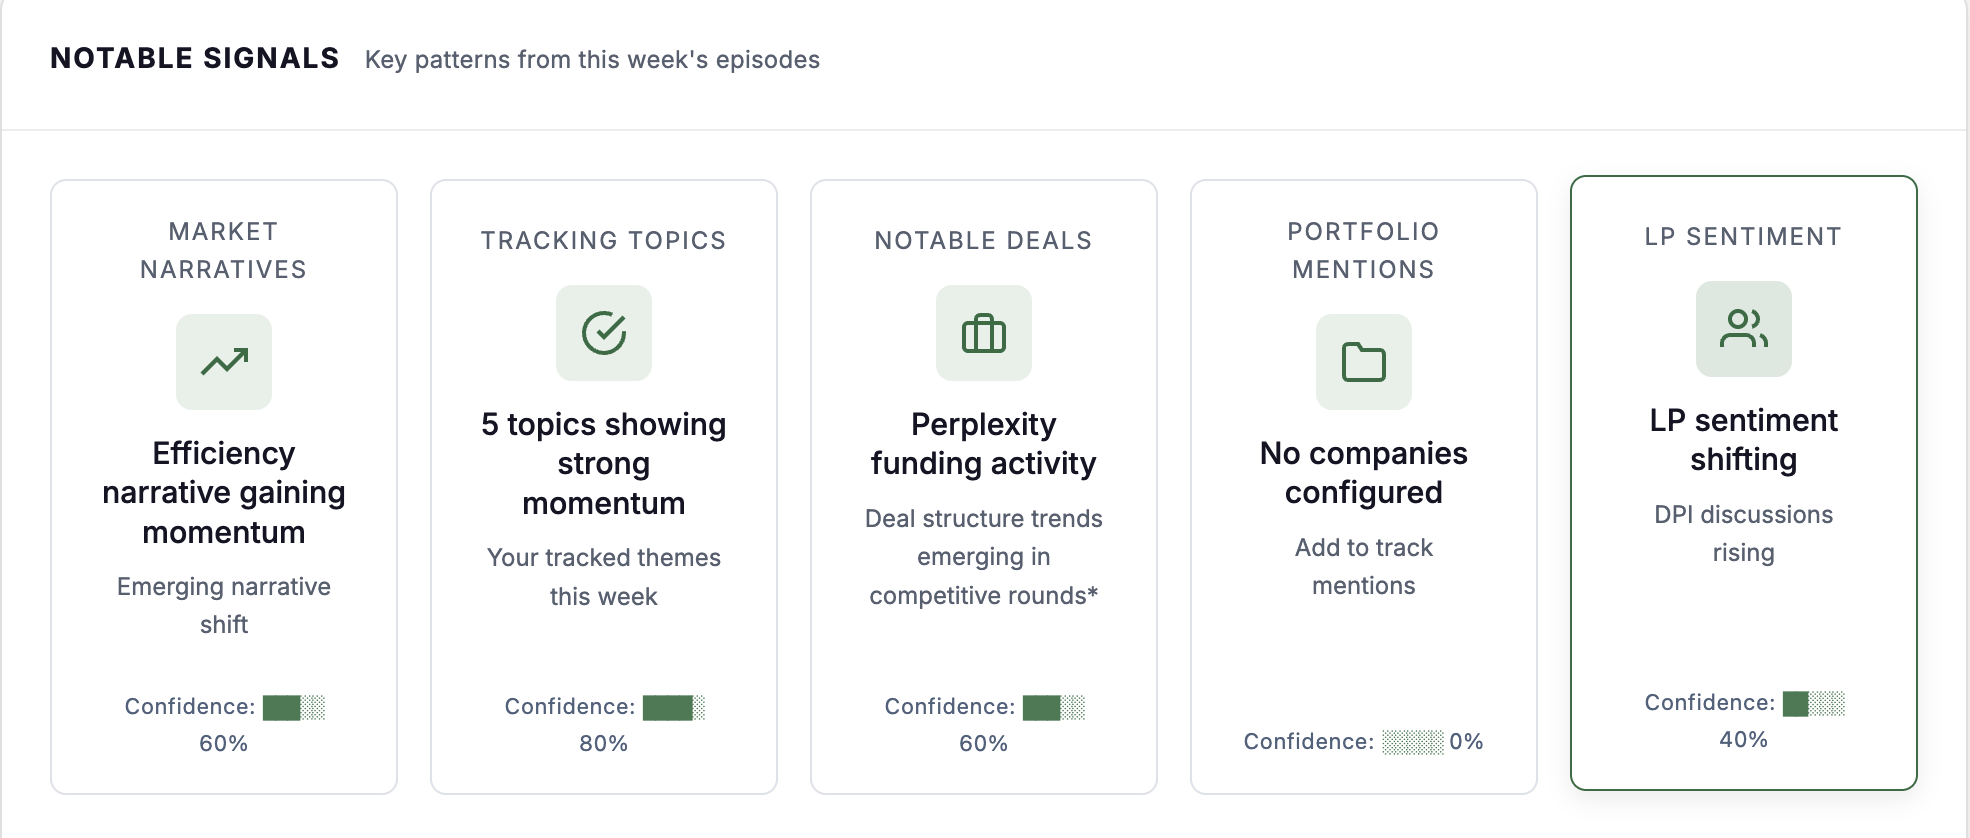 NOTABLE SIGNALS Key patterns from this week's episodes
MARKET
NARRATIVES
Efficiency
narrative gaining
momentum
Emerging narrative
shift
Confidence: ███░░
60%
TRACKING TOPICS
5 topics showing
strong
momentum
Your tracked themes
this week
Confidence: ████░
80%
NOTABLE DEALS
Perplexity
funding activity
Deal structure trends
emerging in
competitive rounds*
Confidence: ███░░
60%
PORTFOLIO
MENTIONS
No companies
configured
Add to track
mentions
Confidence: ░░░░░ 0%
LP SENTIMENT
LP sentiment
shifting
DPI discussions
rising
Confidence: ██░░░
40%